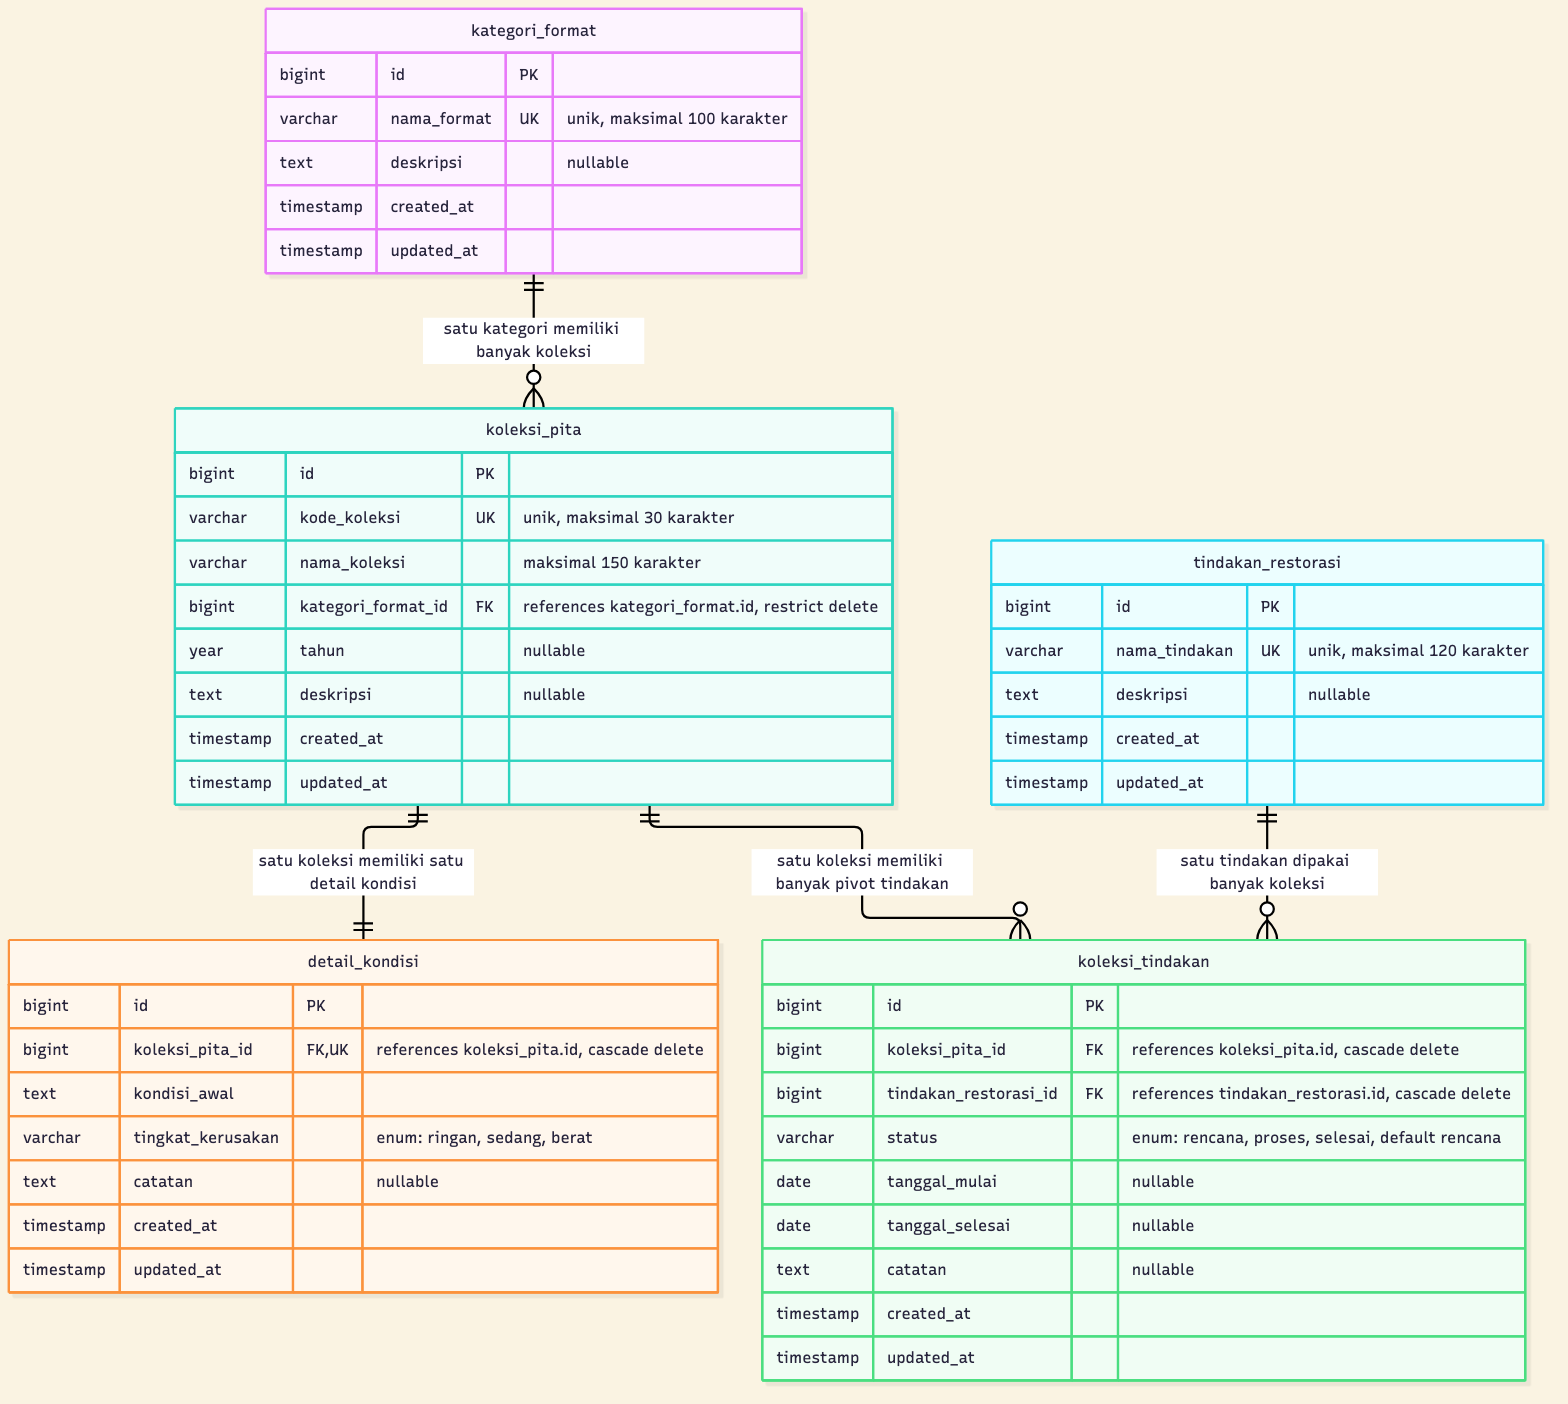 kategori_format
bigint id PK
varchar nama_format UK unik, maksimal 100 karakter
text deskripsi nullable
timestamp created_at
timestamp updated_at
satu kategori memiliki
banyak koleksi
koleksi_pita
bigint id PK
varchar kode_koleksi UK unik, maksimal 30 karakter
varchar nama_koleksi maksimal 150 karakter
bigint kategori_format_id FK references kategori_format.id, restrict delete
year tahun nullable
text deskripsi nullable
timestamp created_at
timestamp updated_at
tindakan_restorasi
bigint id PK
varchar nama_tindakan UK unik, maksimal 120 karakter
text deskripsi nullable
timestamp created_at
timestamp updated_at
satu koleksi memiliki satu
detail kondisi
satu koleksi memiliki
banyak pivot tindakan
satu tindakan dipakai
banyak koleksi
detail_kondisi
bigint id PK
bigint koleksi_pita_id FK,UK references koleksi_pita.id, cascade delete
text kondisi_awal
varchar tingkat_kerusakan enum: ringan, sedang, berat
text catatan nullable
timestamp created_at
timestamp updated_at
koleksi_tindakan
bigint id PK
bigint koleksi_pita_id FK references koleksi_pita.id, cascade delete
bigint tindakan_restorasi_id FK references tindakan_restorasi.id, cascade delete
varchar status enum: rencana, proses, selesai, default rencana
date tanggal_mulai nullable
date tanggal_selesai nullable
text catatan nullable
timestamp created_at
timestamp updated_at